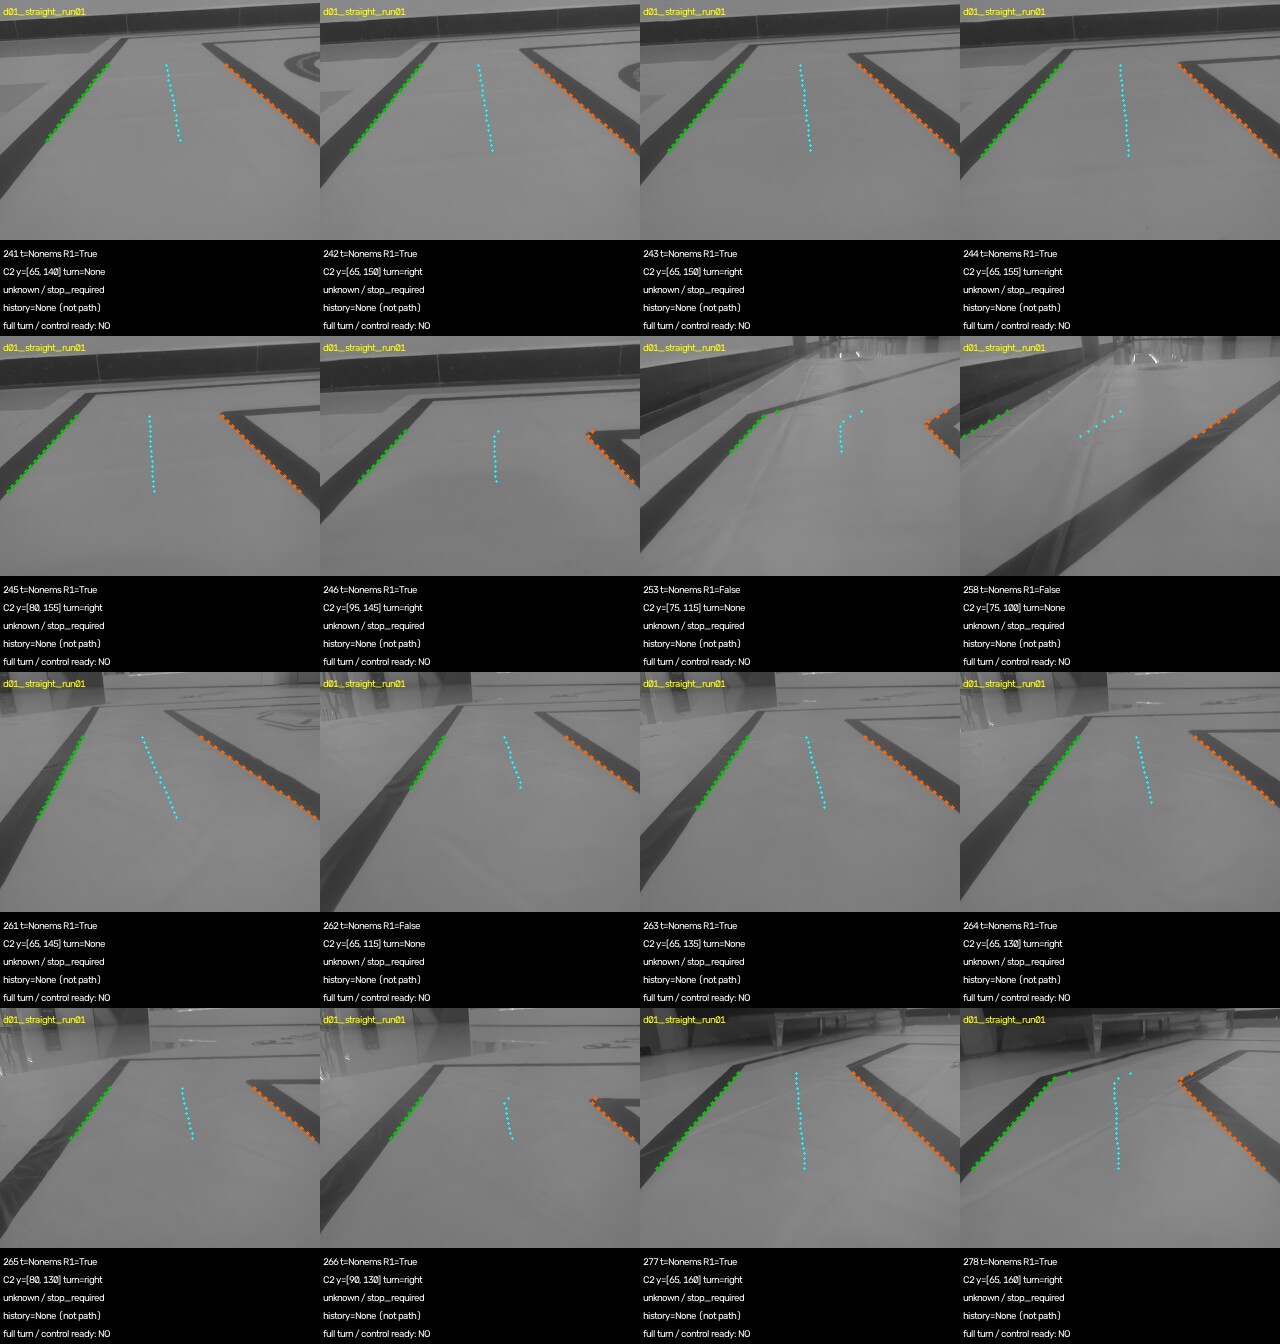 d01_straight_run01
d01_straight_run01
d01_straight_run01
d01_straight_run01
241 t=Nonems R1=True
C2 y=[65, 140] turn=None
unknown / stop_required
history=None (not path)
full turn / control ready: NO
242 t=Nonems R1=True
C2 y=[65, 150] turn=right
unknown / stop_required
history=None (not path)
full turn / control ready: NO
243 t=Nonems R1=True
C2 y=[65, 150] turn=right
unknown / stop_required
history=None (not path)
full turn / control ready: NO
244 t=Nonems R1=True
C2 y=[65, 155] turn=right
unknown / stop_required
history=None (not path)
full turn / control ready: NO
d01_straight_run01
d01_straight_run01
d01_straight_run01
d01_straight_run01
245 t=Nonems R1=True
C2 y=[80, 155] turn=right
unknown / stop_required
history=None (not path)
full turn / control ready: NO
246 t=Nonems R1=True
C2 y=[95, 145] turn=right
unknown / stop_required
history=None (not path)
full turn / control ready: NO
253 t=Nonems R1=False
C2 y=[75, 115] turn=None
unknown / stop_required
history=None (not path)
full turn / control ready: NO
258 t=Nonems R1=False
C2 y=[75, 100] turn=None
unknown / stop_required
history=None (not path)
full turn / control ready: NO
d01_straight_run01
d01_straight_run01
d01_straight_run01
d01_straight_run01
261 t=Nonems R1=True
C2 y=[65, 145] turn=None
unknown / stop_required
history=None (not path)
full turn / control ready: NO
262 t=Nonems R1=False
C2 y=[65, 115] turn=None
unknown / stop_required
history=None (not path)
full turn / control ready: NO
263 t=Nonems R1=True
C2 y=[65, 135] turn=None
unknown / stop_required
history=None (not path)
full turn / control ready: NO
264 t=Nonems R1=True
C2 y=[65, 130] turn=right
unknown / stop_required
history=None (not path)
full turn / control ready: NO
d01_straight_run01
d01_straight_run01
d01_straight_run01
d01_straight_run01
265 t=Nonems R1=True
C2 y=[80, 130] turn=right
unknown / stop_required
history=None (not path)
full turn / control ready: NO
266 t=Nonems R1=True
C2 y=[90, 130] turn=right
unknown / stop_required
history=None (not path)
full turn / control ready: NO
277 t=Nonems R1=True
C2 y=[65, 160] turn=right
unknown / stop_required
history=None (not path)
full turn / control ready: NO
278 t=Nonems R1=True
C2 y=[65, 160] turn=right
unknown / stop_required
history=None (not path)
full turn / control ready: NO